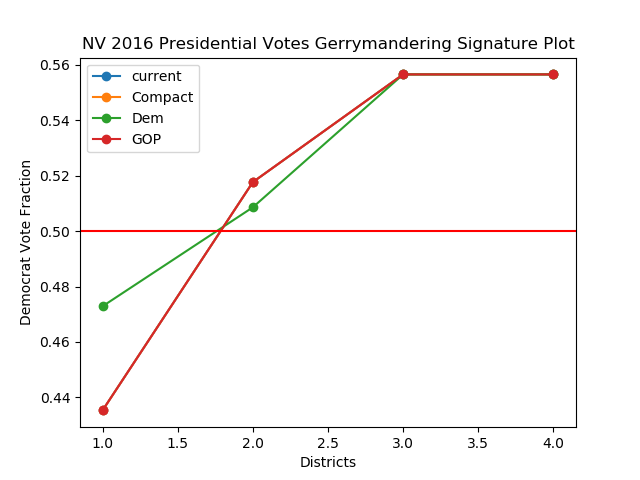 NV 2016 Presidential Votes Gerrymandering Signature Plot
0.56
0.54
0.52
0.50
0.48
0.46
0.44
Democrat Vote Fraction
current
Compact
Dem
GOP
1.0 1.5 2.0 2.5 3.0 3.5 4.0
Districts